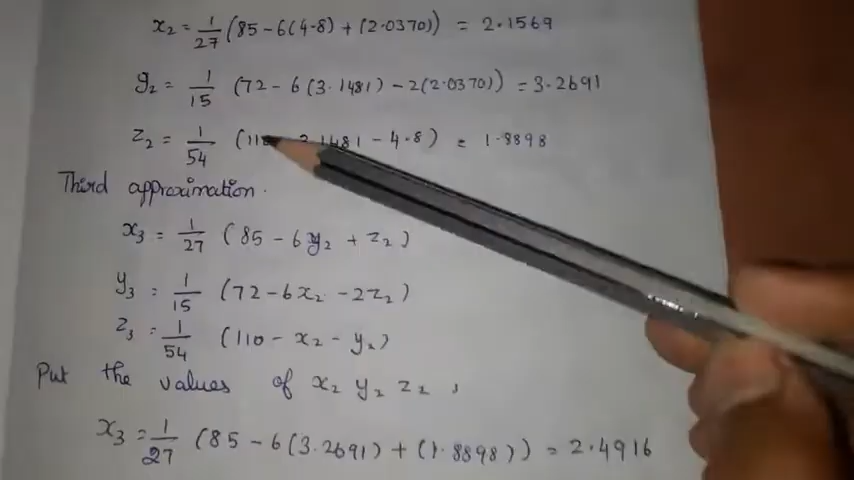 x₂ = 1/27 (85 - 6(4.8) + (2.0370)) = 2.1569
y₂ = 1/15 (72 - 6(3.1481) - 2(2.0370)) = 3.2691
z₂ = 1/54 (11 .1481 - 4.8) = 1.8898
Third approximation.
x₃ = 1/27 (85 - 6y₂ + z₂)
y₃ = 1/15 (72 - 6x₂ - 2z₂)
z₃ = 1/54 (110 - x₂ - y₂)
Put the values of x₂ y₂ z₂,
x₃ = 1/27 (85 - 6(3.2691) + (1.8898)) = 2.4916